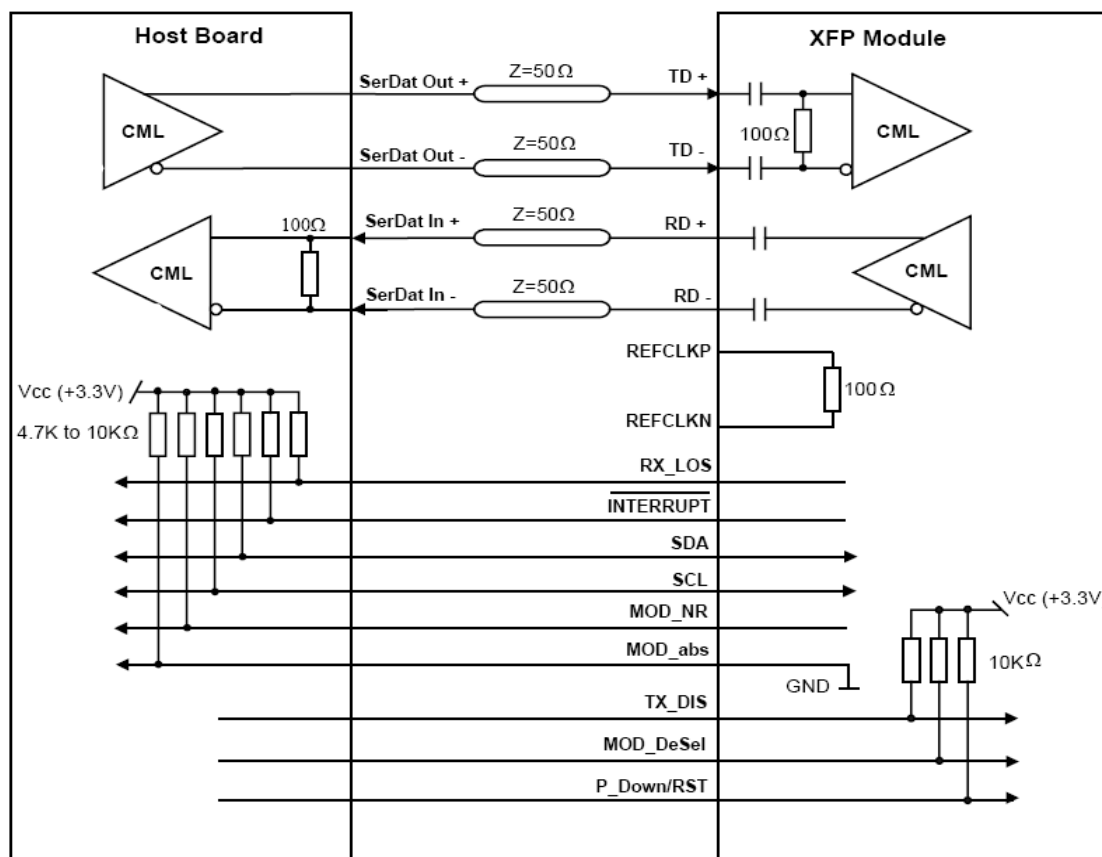 Host Board
XFP Module
SerDat Out +
Z=50Ω
TD +
CML
100Ω
CML
SerDat Out -
Z=50Ω
TD -
100Ω
SerDat In +
Z=50Ω
RD +
CML
CML
SerDat In -
Z=50Ω
RD -
REFCLKP
Vcc (+3.3V)
100Ω
4.7K to 10KΩ
REFCLKN
RX_LOS
INTERRUPT
SDA
SCL
Vcc (+3.3V
MOD_NR
MOD_abs
10KΩ
GND
TX_DIS
MOD_DeSel
P_Down/RST